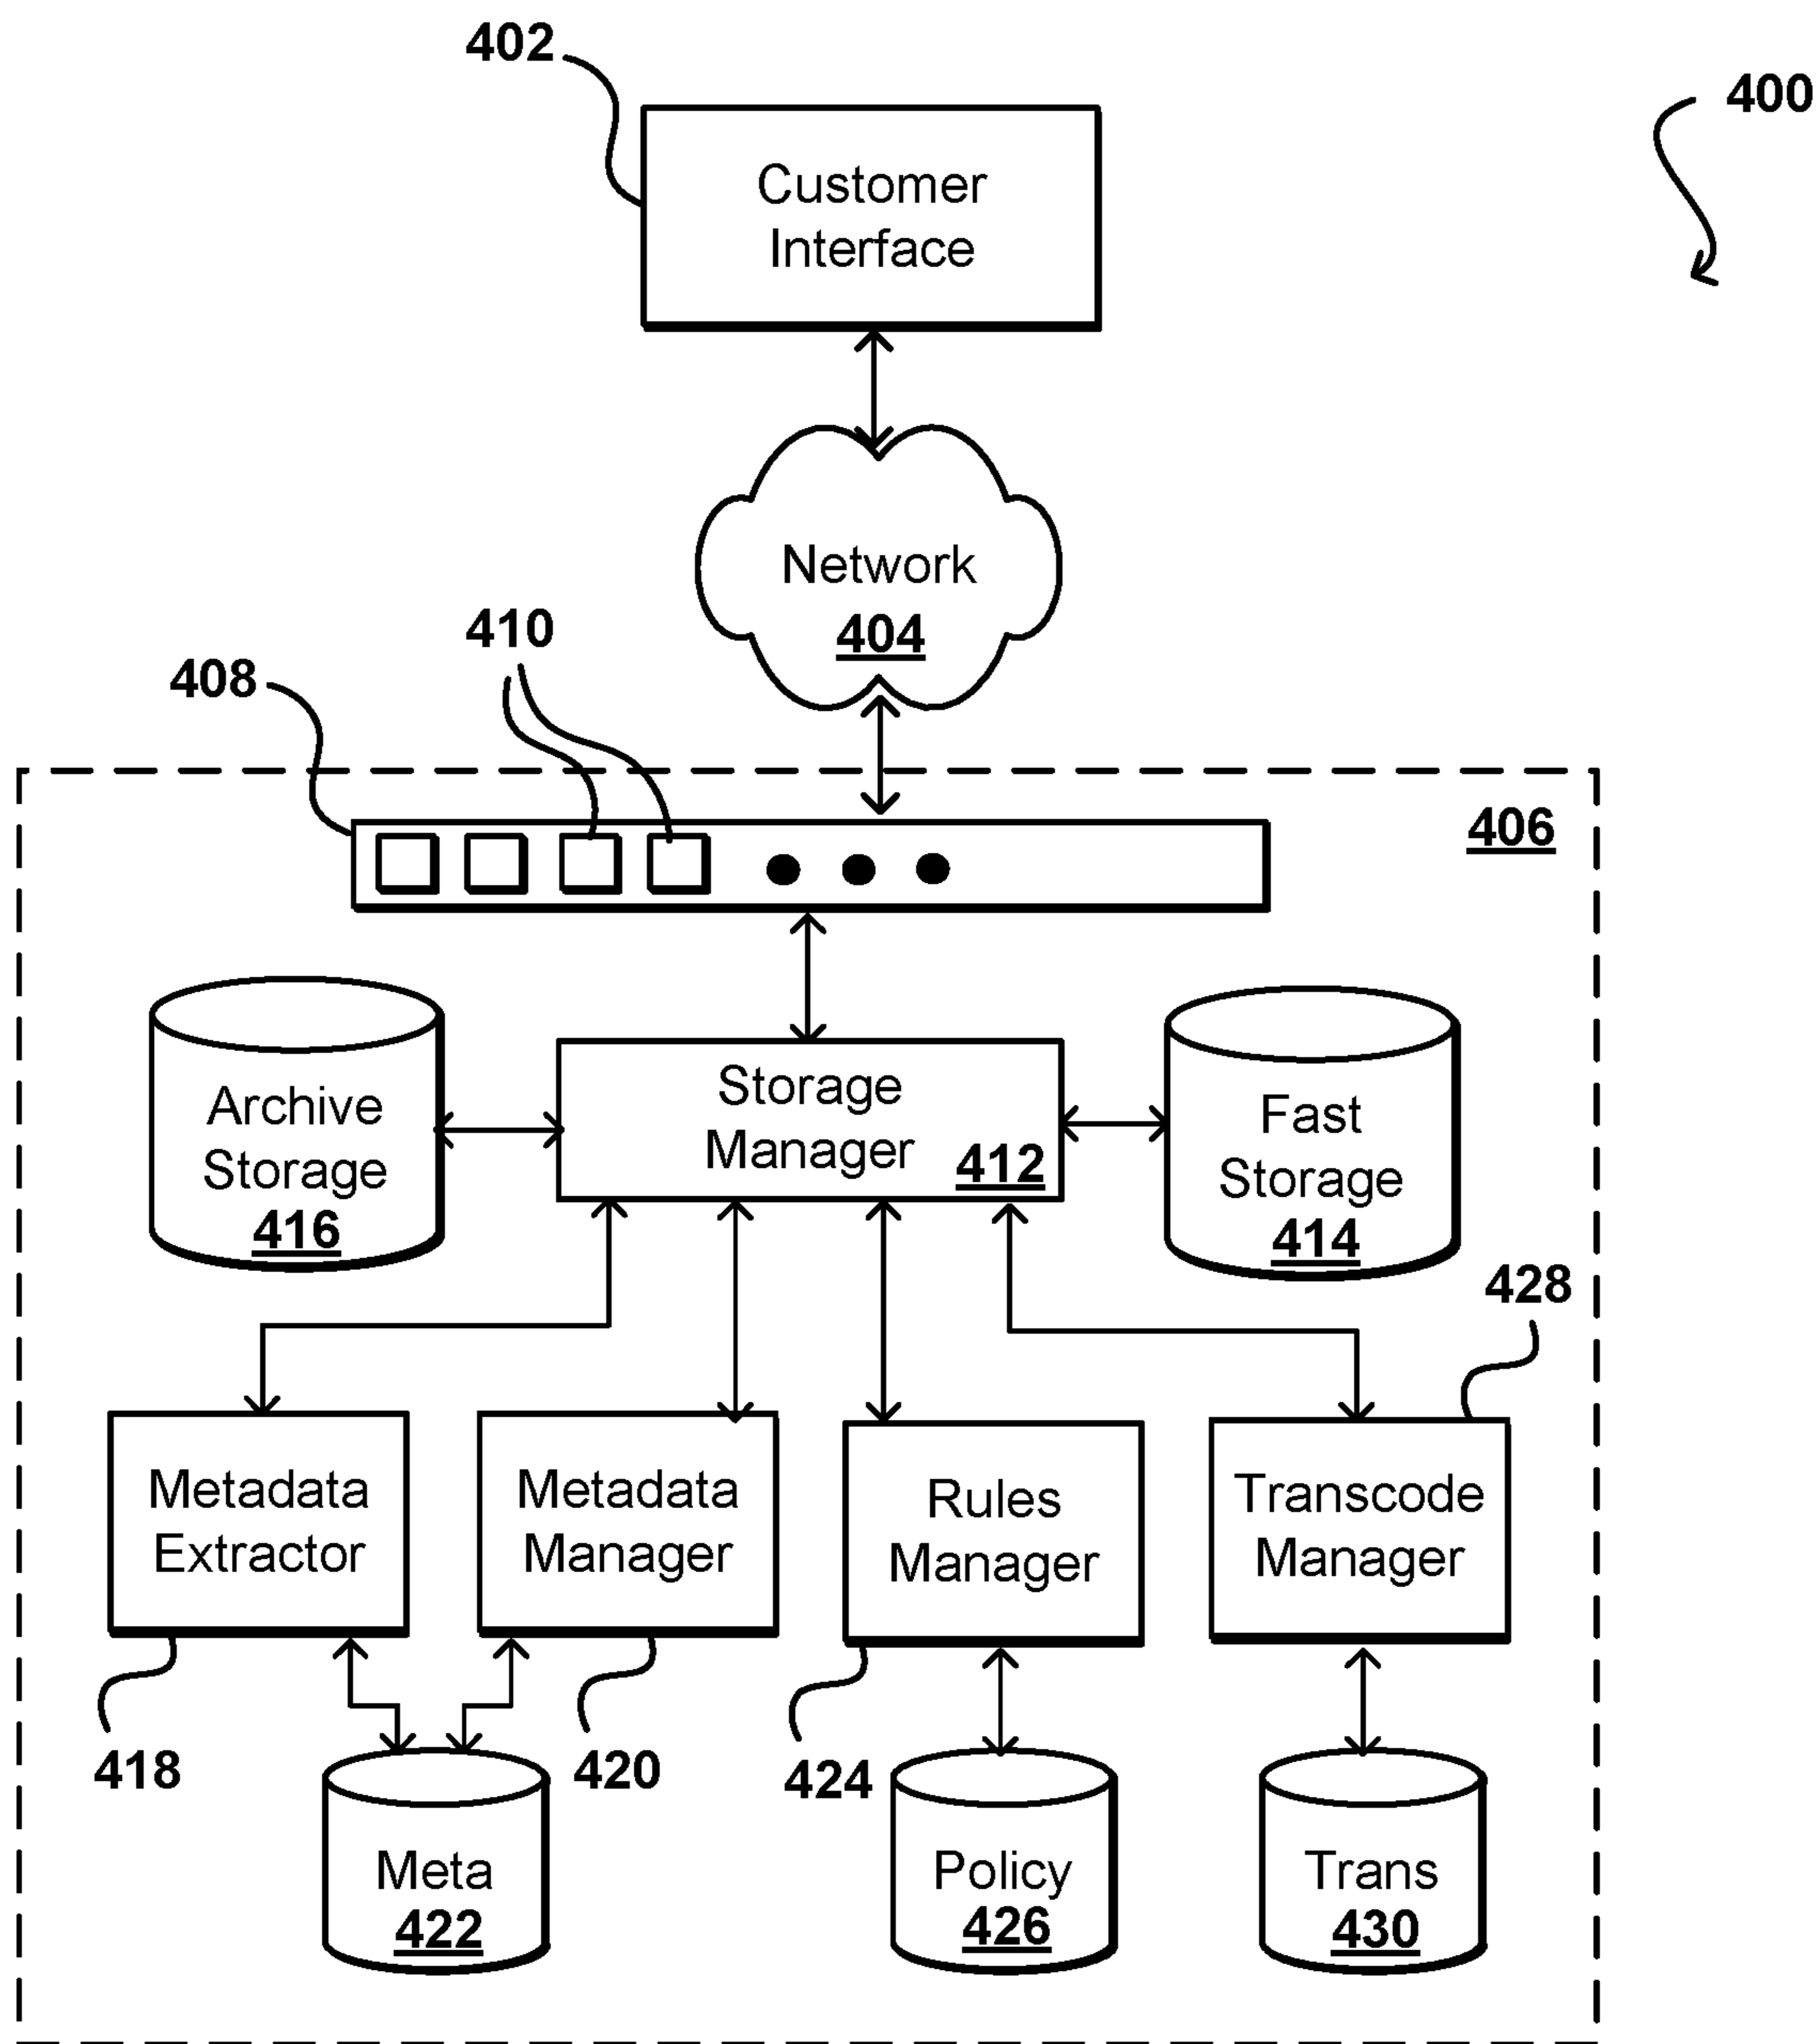 402
400
Customer
Interface
Network
404
410
408
406
Archive
Storage
416
Storage
Manager 412
Fast
Storage
414
428
Metadata
Extractor
Metadata
Manager
Rules
Manager
Transcode
Manager
418
420
424
Meta
422
Policy
426
Trans
430